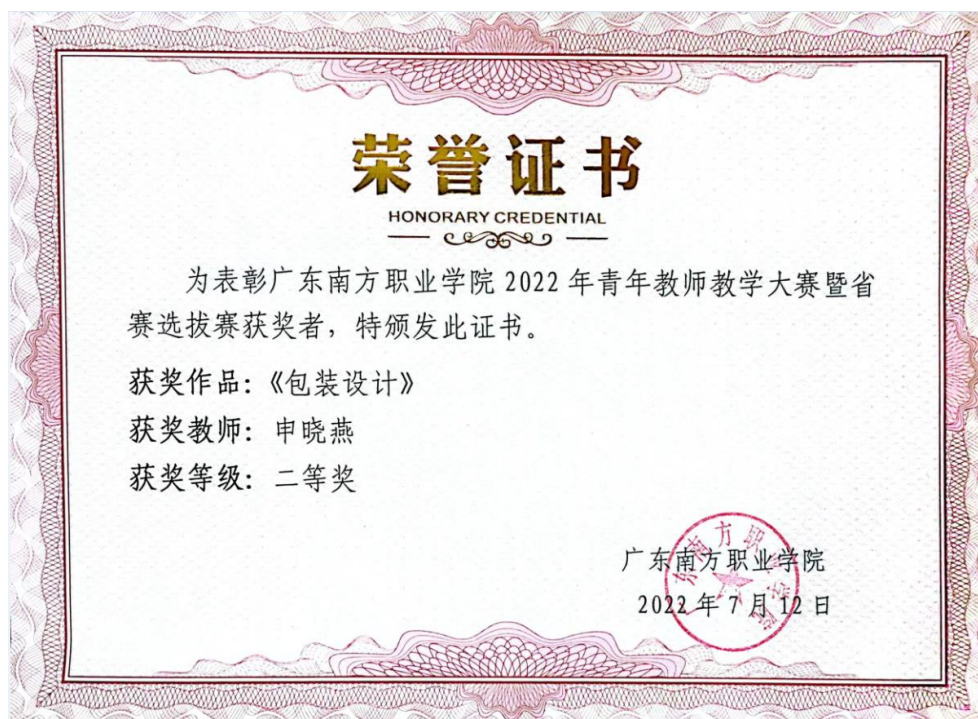 荣誉证书
HONORARY CREDENTIAL
为表彰广东南方职业学院 2022 年青年教师教学大赛暨省
赛选拔赛获奖者，特颁发此证书。
获奖作品：《包装设计》
获奖教师：申晓燕
获奖等级：二等奖
广东南方职业学院
2022 年 7 月 12 日